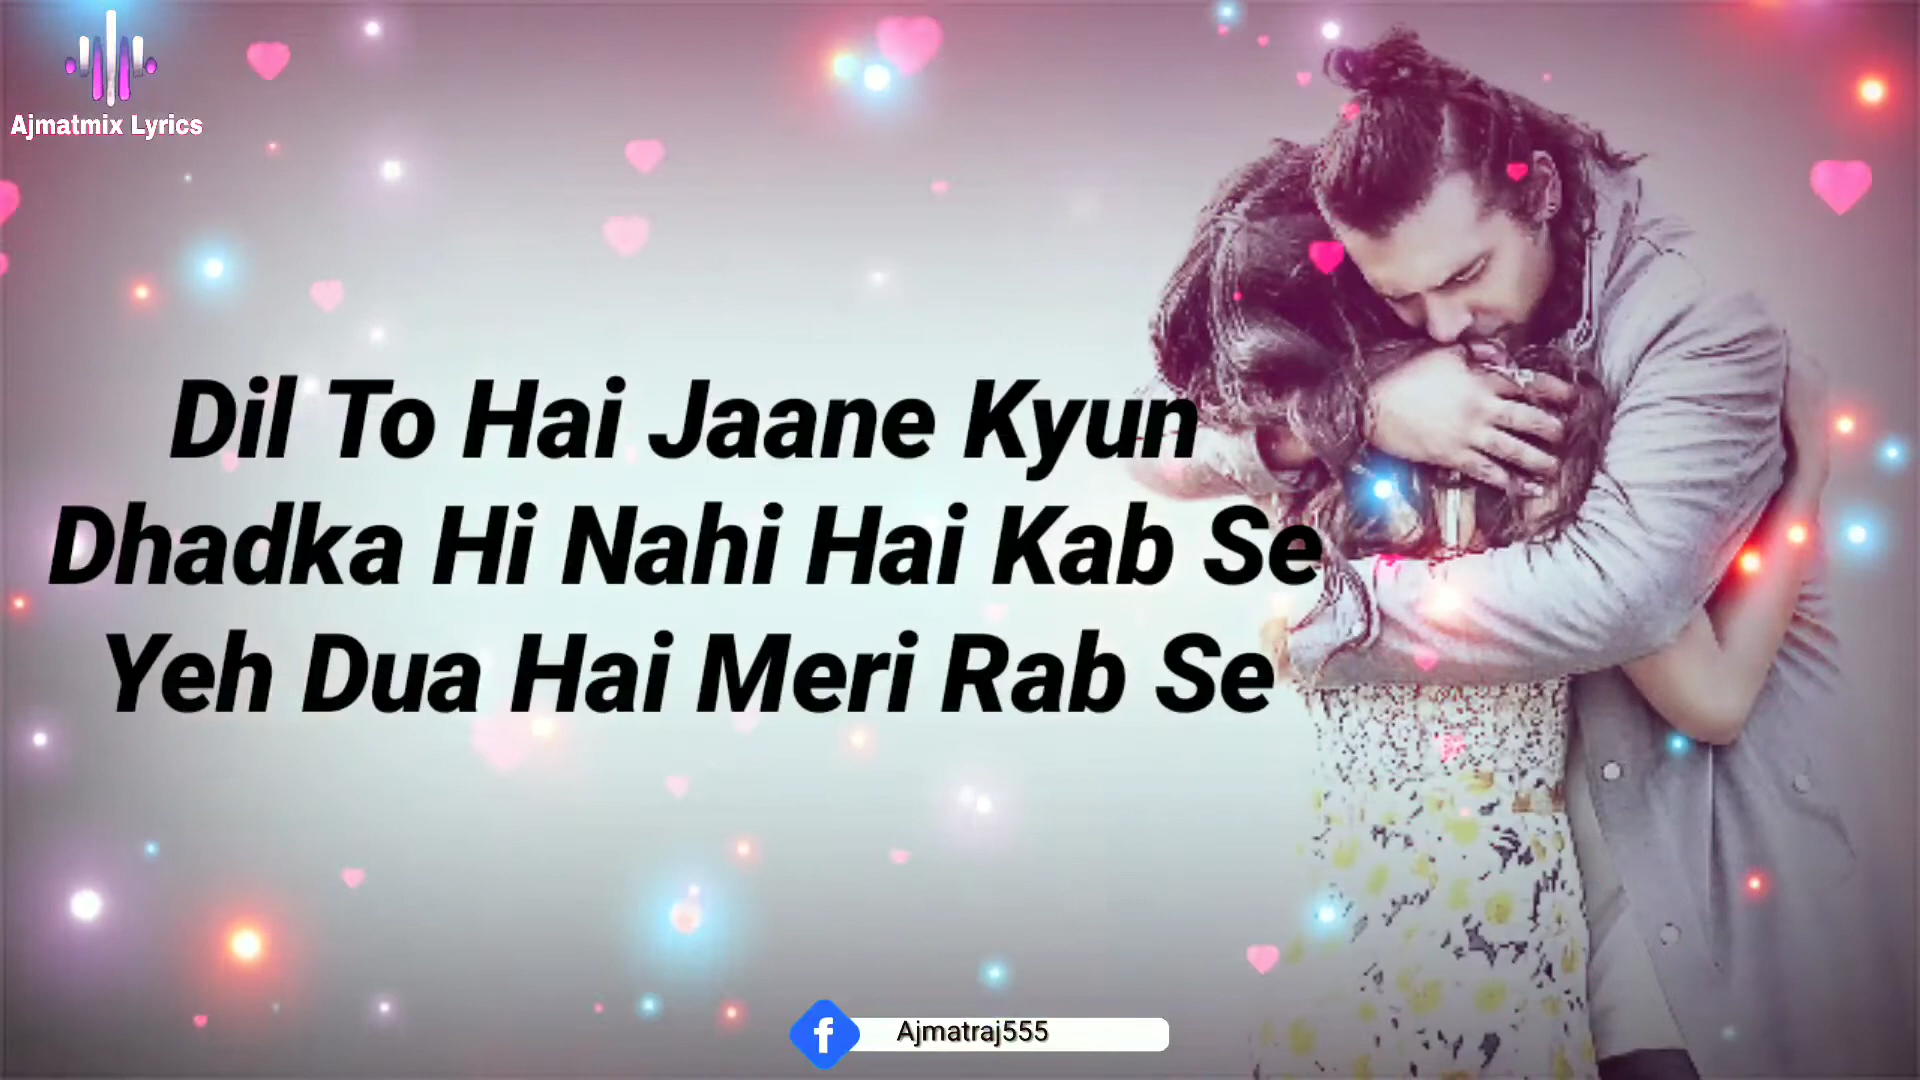 Ajmatmix Lyrics
Dil To Hai Jaane Kyun
Dhadka Hi Nahi Hai Kab Se
Yeh Dua Hai Meri Rab Se
f Ajmatraj555